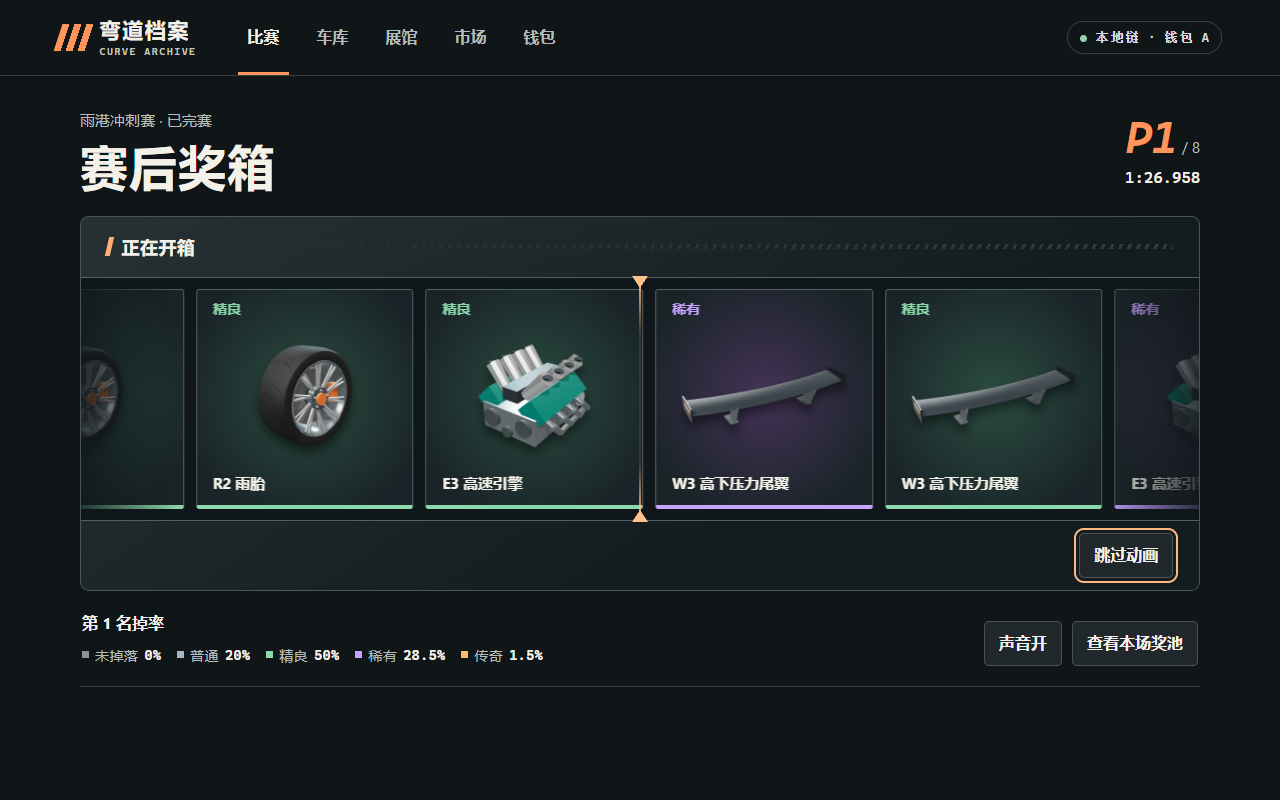 弯道档案
CURVE ARCHIVE
比赛 车库 展馆 市场 钱包
本地链 · 钱包 A
雨港冲刺赛 · 已完赛
赛后奖箱
P1 / 8
1:26.958
正在开箱
精良
R2 雨胎
精良
E3 高速引擎
稀有
W3 高下压力尾翼
精良
W3 高下压力尾翼
稀有
E3 高速引
跳过动画
第 1 名掉率
未掉落 0% 普通 20% 精良 50% 稀有 28.5% 传奇 1.5%
声音开
查看本场奖池